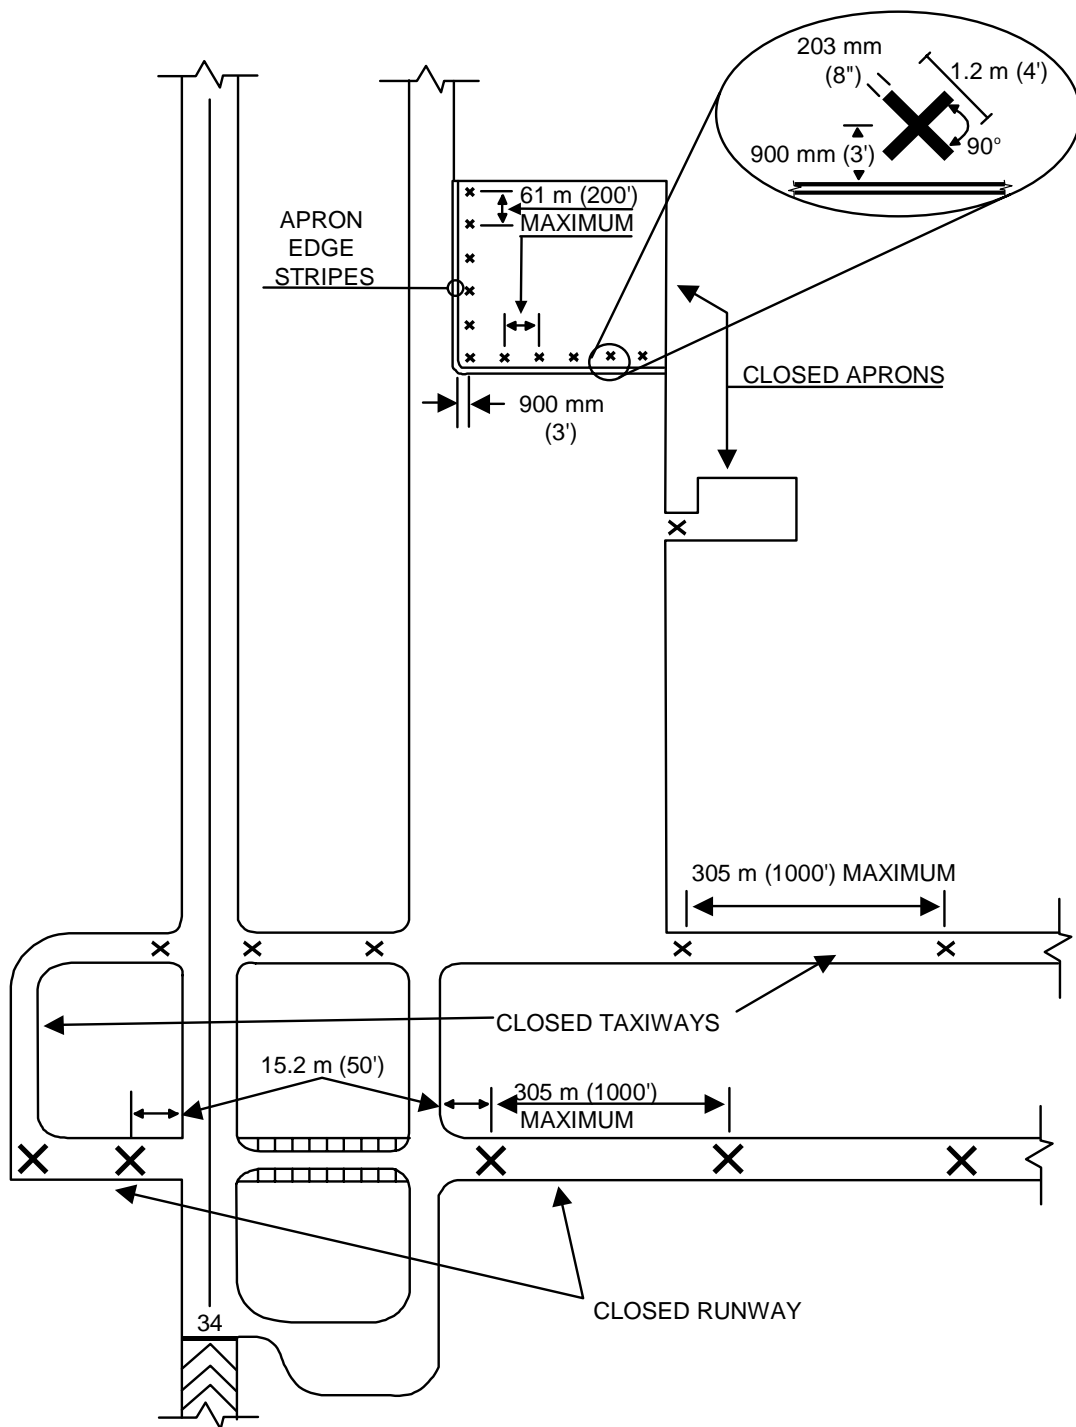 203 mm
(8")
1.2 m (4')
900 mm (3')
90°
61 m (200')
MAXIMUM
APRON
EDGE
STRIPES
CLOSED APRONS
900 mm
(3')
305 m (1000') MAXIMUM
CLOSED TAXIWAYS
15.2 m (50')
305 m (1000')
MAXIMUM
CLOSED RUNWAY
34